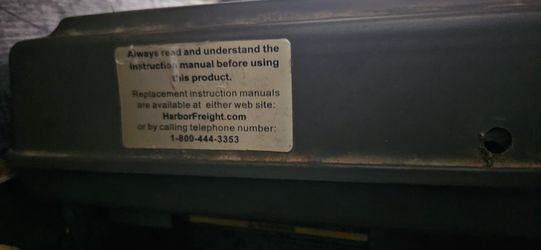 Always read and understand the
instruction manual before using
this product.
Replacement instruction manuals
are available at either web site:
HarborFreight.com
or by calling telephone number:
1-800-444-3353